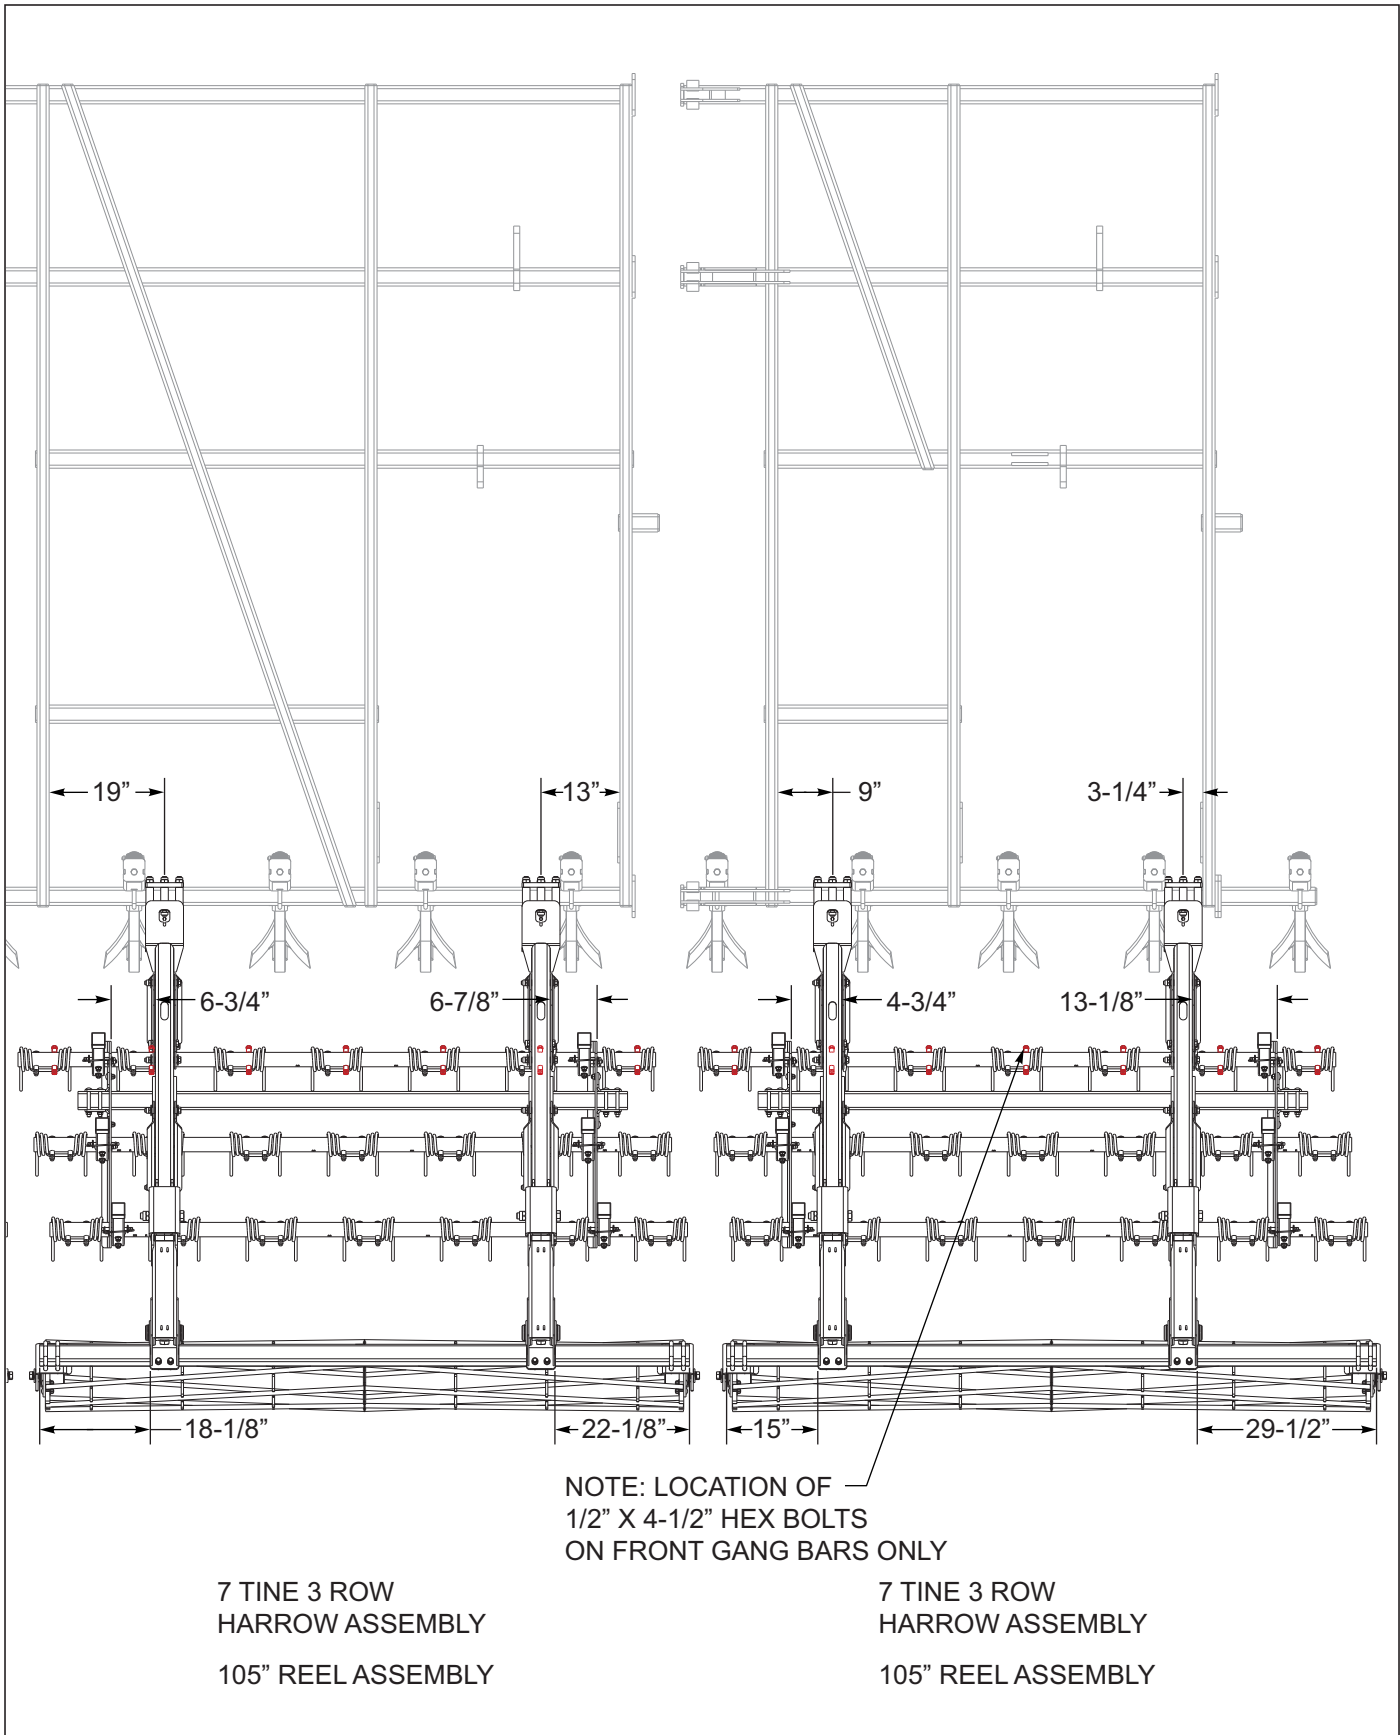 19”
13”
9”
3-1/4”
6-3/4”
6-7/8”
4-3/4”
13-1/8”
18-1/8”
22-1/8”
15”
29-1/2”
NOTE: LOCATION OF
1/2” X 4-1/2” HEX BOLTS
ON FRONT GANG BARS ONLY
7 TINE 3 ROW
HARROW ASSEMBLY
105” REEL ASSEMBLY
7 TINE 3 ROW
HARROW ASSEMBLY
105” REEL ASSEMBLY